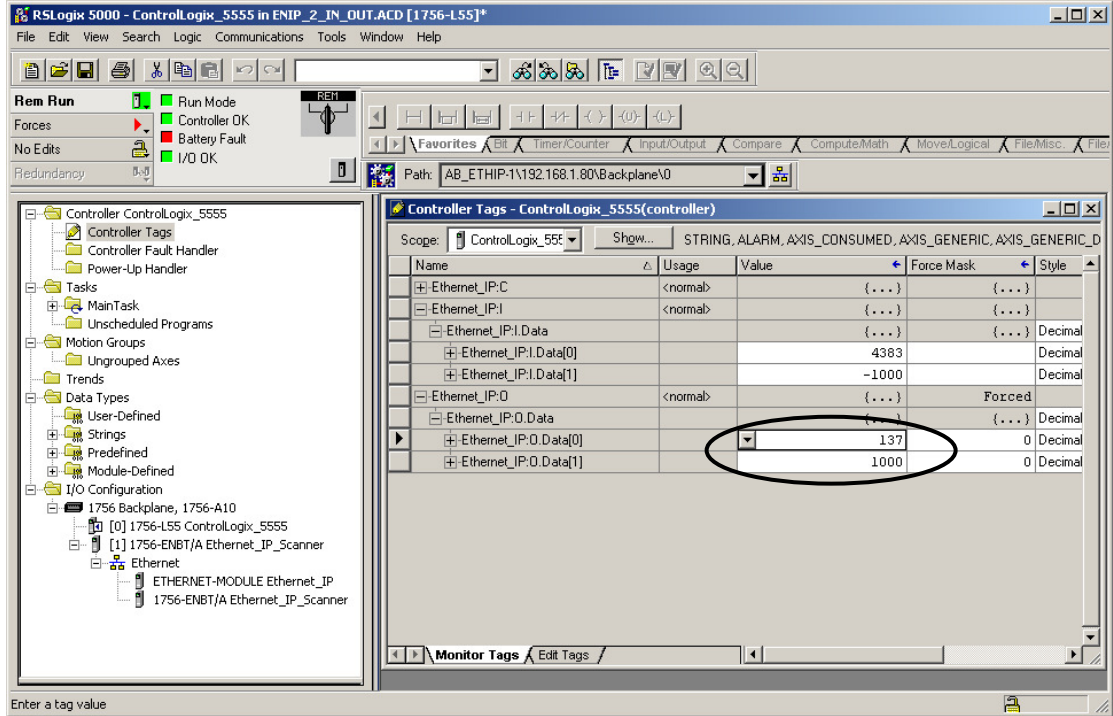 RSLogix 5000 - ControlLogix_5555 in ENIP_2_IN_OUT.ACD [1756-L55]*
File Edit View Search Logic Communications Tools Window Help
Rem Run
Forces
No Edits
Redundancy
Run Mode
Controller OK
Battery Fault
I/O OK
REM
Favorites Bit Timer/Counter Input/Output Compare Compute/Math Move/Logical File/Misc. File/
Path: AB_ETHIP-1\192.168.1.80\Backplane\0
Controller ControlLogix_5555
Controller Tags
Controller Fault Handler
Power-Up Handler
Tasks
MainTask
Unscheduled Programs
Motion Groups
Ungrouped Axes
Trends
Data Types
User-Defined
Strings
Predefined
Module-Defined
I/O Configuration
1756 Backplane, 1756-A10
[0] 1756-L55 ControlLogix_5555
[1] 1756-ENBT/A Ethernet_IP_Scanner
Ethernet
ETHERNET-MODULE Ethernet_IP
1756-ENBT/A Ethernet_IP_Scanner
Controller Tags - ControlLogix_5555(controller)
Scope: ControlLogix_555 Show... STRING, ALARM, AXIS_CONSUMED, AXIS_GENERIC, AXIS_GENERIC_D
Name Usage Value Force Mask Style
Ethernet_IP:C <normal> {...} {...}
Ethernet_IP:I <normal> {...} {...}
Ethernet_IP:I.Data {...} {...} Decimal
Ethernet_IP:I.Data[0] 4383 Decimal
Ethernet_IP:I.Data[1] -1000 Decimal
Ethernet_IP:O <normal> {...} Forced
Ethernet_IP:O.Data {...} {...} Decimal
Ethernet_IP:O.Data[0] 137 0 Decimal
Ethernet_IP:O.Data[1] 1000 0 Decimal
Monitor Tags Edit Tags
Enter a tag value